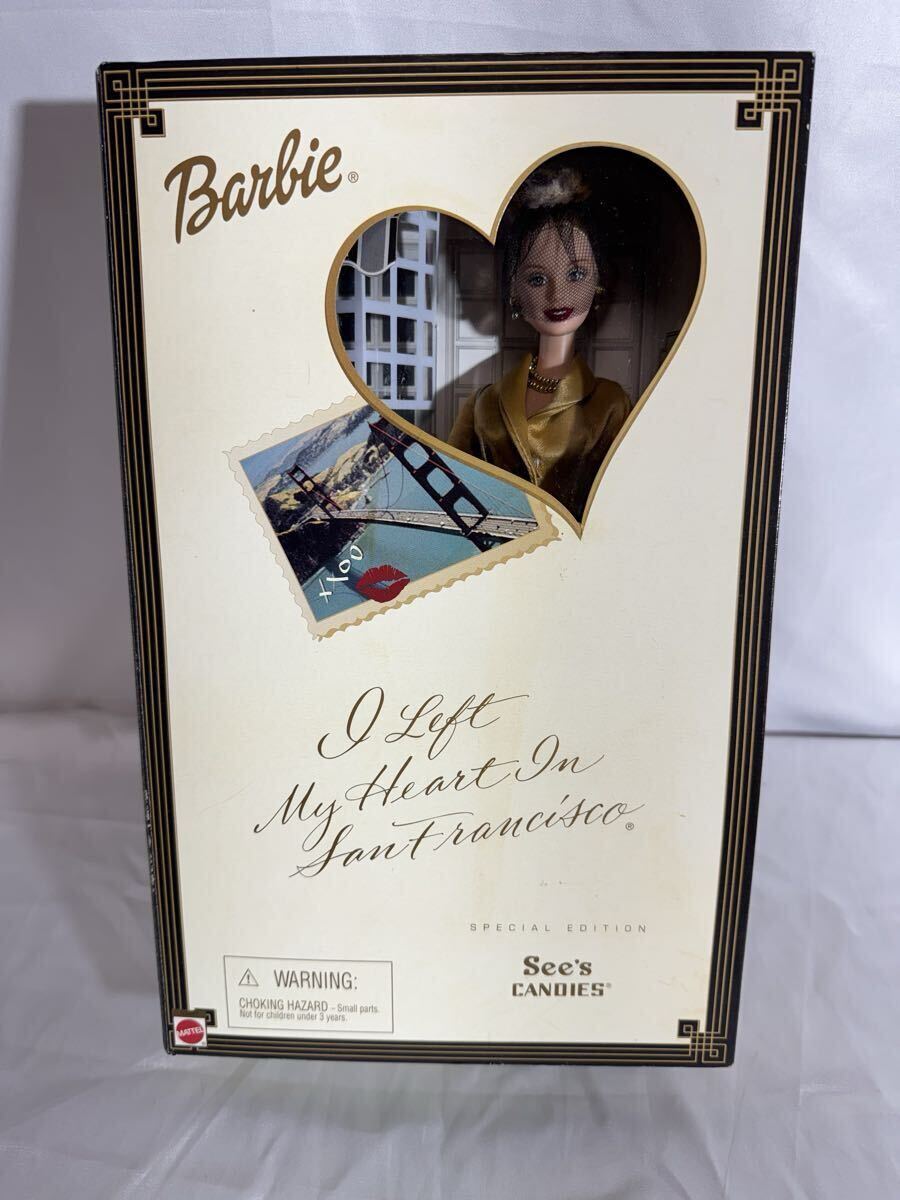 Barbie®
xxoo
I Left
My Heart In
San Francisco®
SPECIAL EDITION
See's
CANDIES®
⚠ WARNING:
CHOKING HAZARD – Small parts.
Not for children under 3 years.
MATTEL